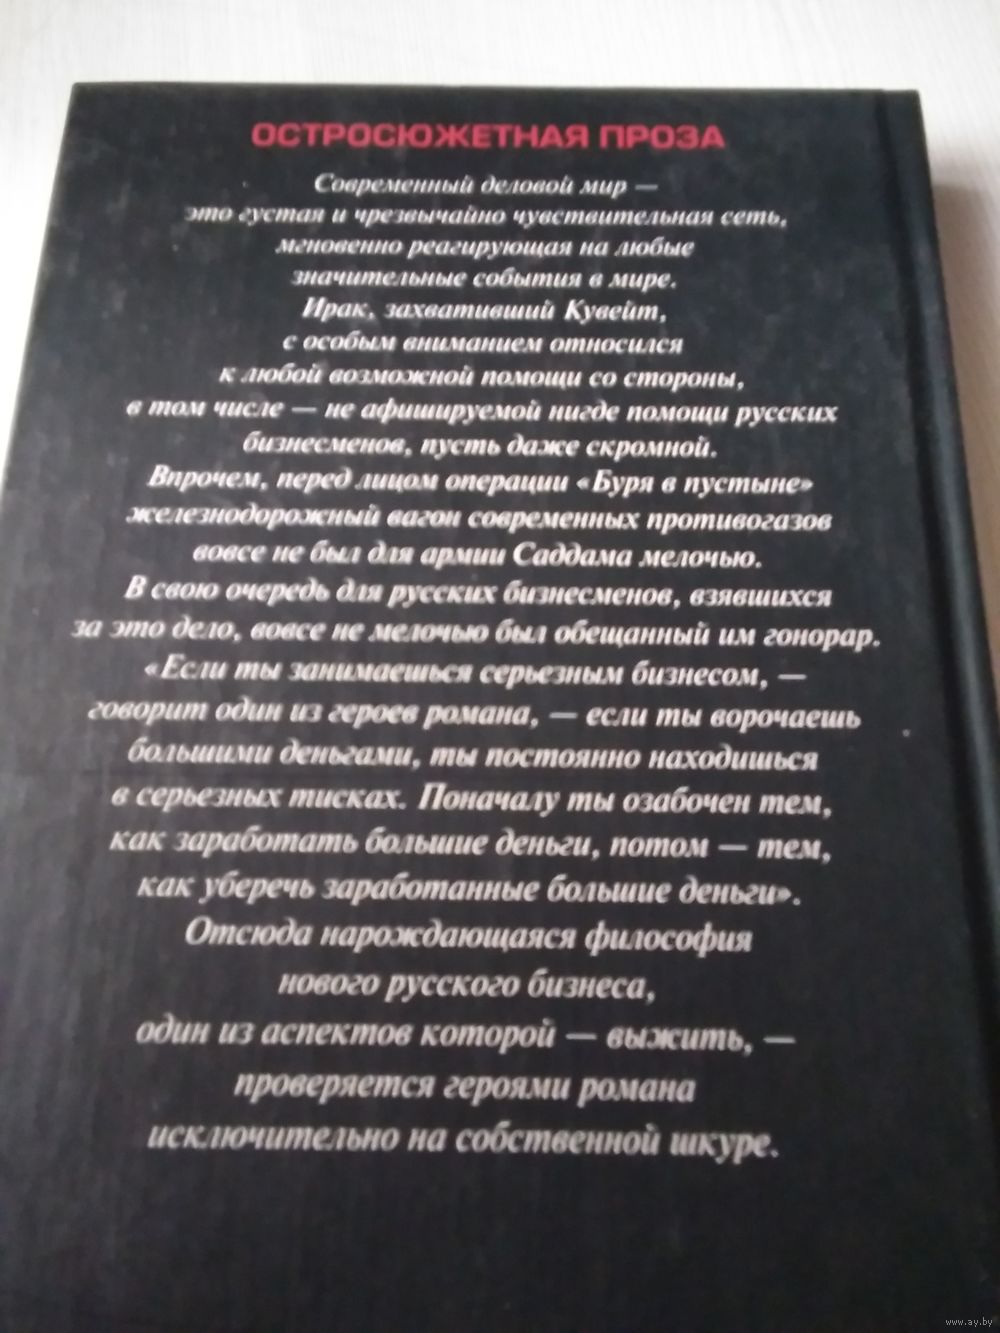 ОСТРОСЮЖЕТНАЯ ПРОЗА
Современный деловой мир —
это густая и чрезвычайно чувствительная сеть,
мгновенно реагирующая на любые
значительные события в мире.
Ирак, захвативший Кувейт,
с особым вниманием относился
к любой возможной помощи со стороны,
в том числе — не афишируемой нигде помощи русских
бизнесменов, пусть даже скромной.
Впрочем, перед лицом операции «Буря в пустыне»
железнодорожный вагон современных противогазов
вовсе не был для армии Саддама мелочью.
В свою очередь для русских бизнесменов, взявшихся
за это дело, вовсе не мелочью был обещанный им гонорар.
«Если ты занимаешься серьезным бизнесом, —
говорит один из героев романа, — если ты ворочаешь
большими деньгами, ты постоянно находишься
в серьезных тисках. Поначалу ты озабочен тем,
как заработать большие деньги, потом — тем,
как уберечь заработанные большие деньги».
Отсюда нарождающаяся философия
нового русского бизнеса,
один из аспектов которой — выжить, —
проверяется героями романа
исключительно на собственной шкуре.
www.ay.by